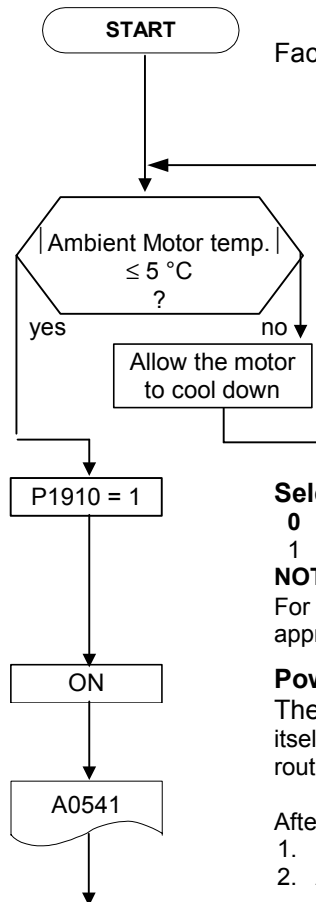 START
Fac
| Ambient Motor temp. |
≤ 5 °C
?
yes
no
Allow the motor
to cool down
P1910 = 1
Sel
0
1
NOT
For
appr
ON
Pow
The
itsel
rout
A0541
Afte
1.
2.